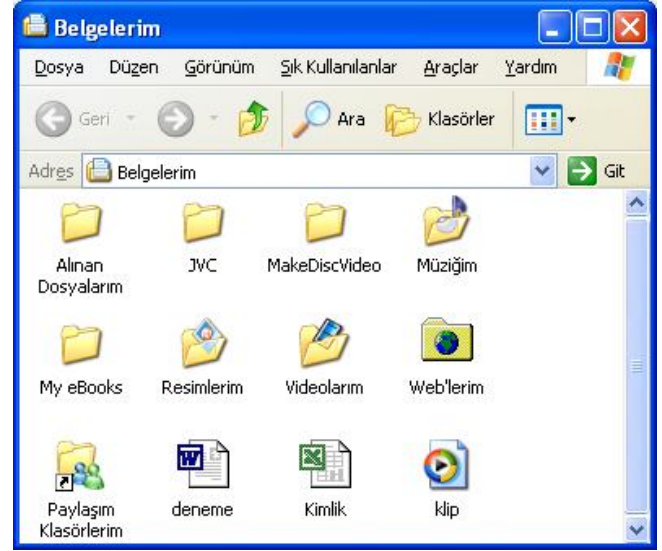 Belgelerim
Dosya Düzen Görünüm Sık Kullanılanlar Araçlar Yardım
Geri Ara Klasörler
Adres Belgelerim Git
Alınan Dosyalarım JVC MakeDiscVideo Müziğim
My eBooks Resimlerim Videolarım Web'lerim
Paylaşım Klasörlerim deneme Kimlik klip